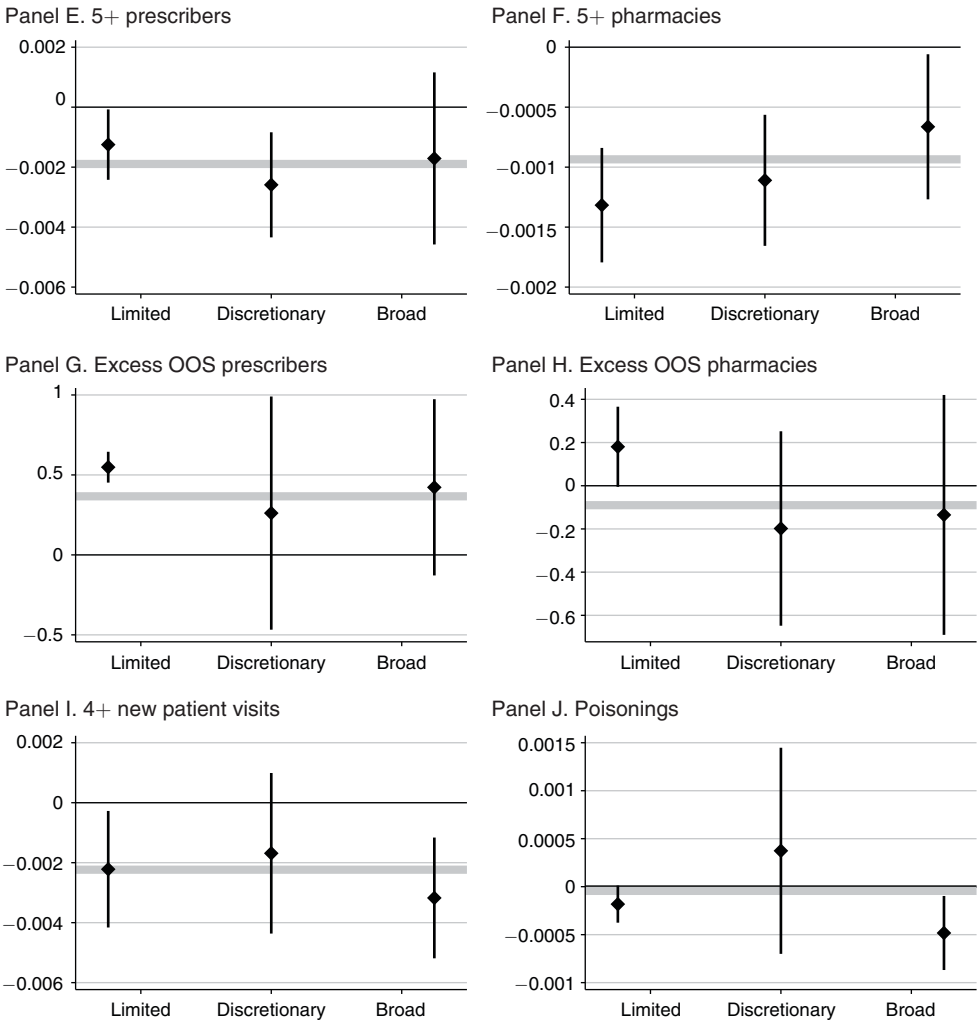 Panel E. 5+ prescribers
0.002
0
−0.002
−0.004
−0.006
Limited Discretionary Broad
Panel F. 5+ pharmacies
0
−0.0005
−0.001
−0.0015
−0.002
Limited Discretionary Broad
Panel G. Excess OOS prescribers
1
0.5
0
−0.5
Limited Discretionary Broad
Panel H. Excess OOS pharmacies
0.4
0.2
0
−0.2
−0.4
−0.6
Limited Discretionary Broad
Panel I. 4+ new patient visits
0.002
0
−0.002
−0.004
−0.006
Limited Discretionary Broad
Panel J. Poisonings
0.0015
0.001
0.0005
0
−0.0005
−0.001
Limited Discretionary Broad